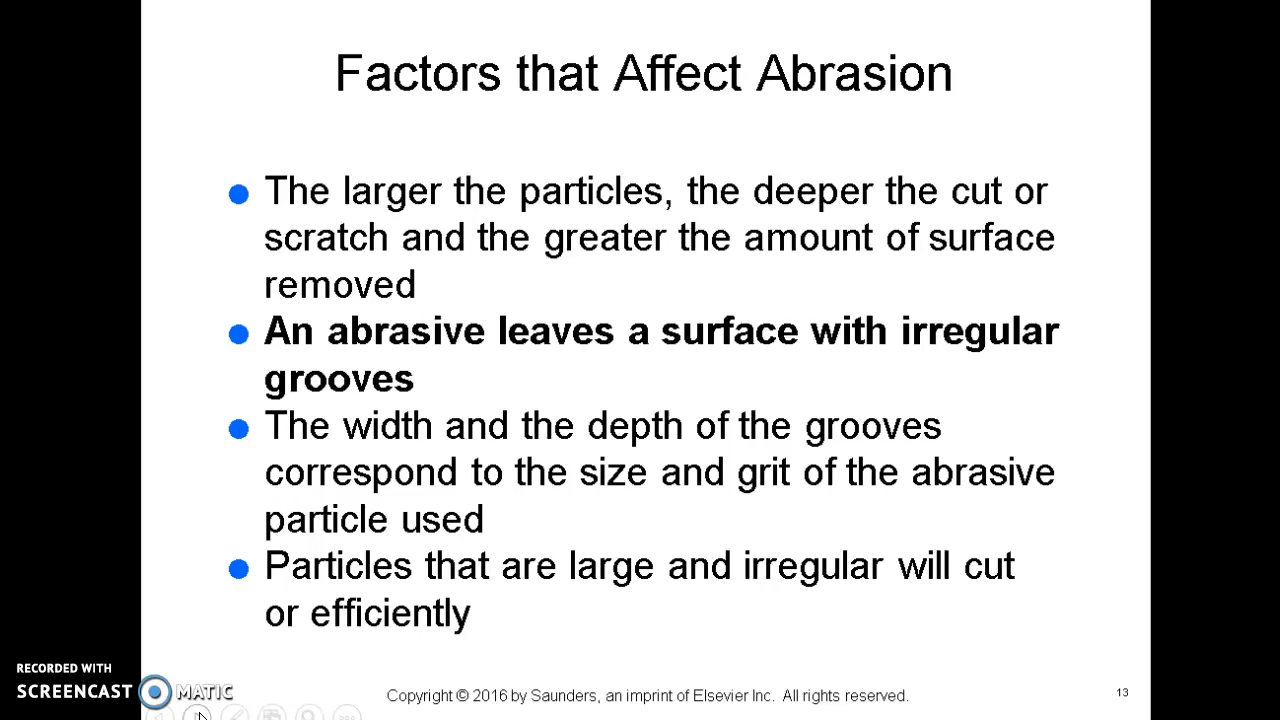 Factors that Affect Abrasion
The larger the particles, the deeper the cut or
scratch and the greater the amount of surface
removed
An abrasive leaves a surface with irregular
grooves
The width and the depth of the grooves
correspond to the size and grit of the abrasive
particle used
Particles that are large and irregular will cut
or efficiently
RECORDED WITH
SCREENCAST MATIC
Copyright © 2016 by Saunders, an imprint of Elsevier Inc. All rights reserved.
13